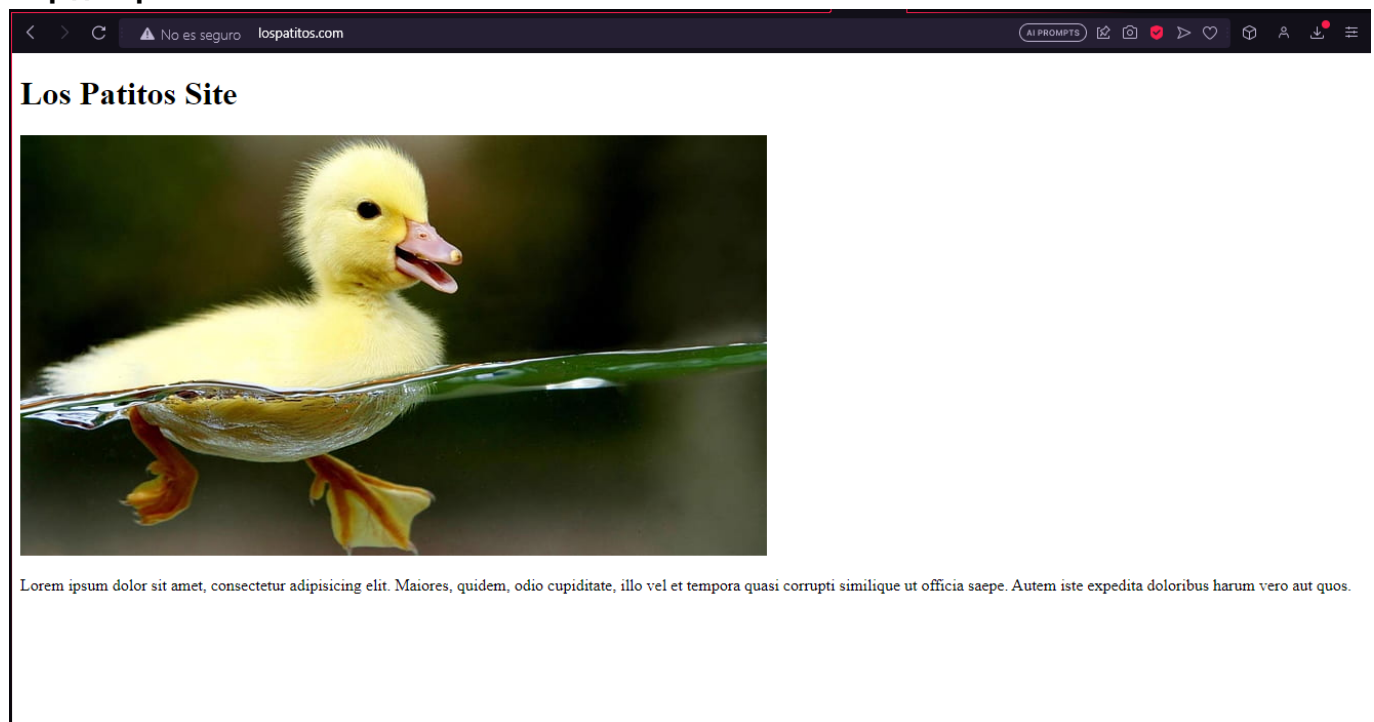 No es seguro lospatitos.com AI PROMPTS
Los Patitos Site
Lorem ipsum dolor sit amet, consectetur adipisicing elit. Maiores, quidem, odio cupiditate, illo vel et tempora quasi corrupti similique ut officia saepe. Autem iste expedita doloribus harum vero aut quos.